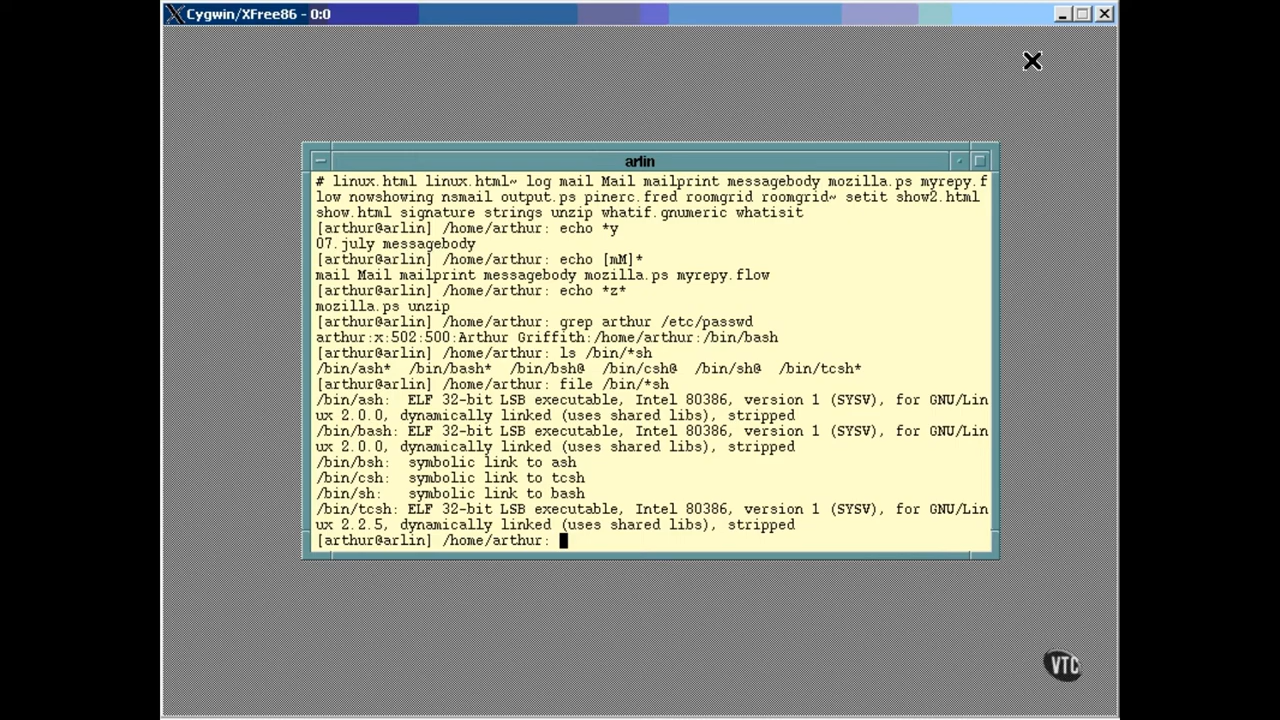 Cygwin/XFree86 - 0:0
arlin
# linux.html linux.html~ log mail Mail mailprint messagebody mozilla.ps myrepy.f
low nowshowing nsmail output.ps pinerc.fred roomgrid roomgrid~ setit show2.html
show.html signature strings unzip whatif.gnumeric whatisit
[arthur@arlin] /home/arthur: echo *y
07.july messagebody
[arthur@arlin] /home/arthur: echo [mM]*
mail Mail mailprint messagebody mozilla.ps myrepy.flow
[arthur@arlin] /home/arthur: echo *z*
mozilla.ps unzip
[arthur@arlin] /home/arthur: grep arthur /etc/passwd
arthur:x:502:500:Arthur Griffith:/home/arthur:/bin/bash
[arthur@arlin] /home/arthur: ls /bin/*sh
/bin/ash*  /bin/bash*  /bin/bsh@  /bin/csh@  /bin/sh@  /bin/tcsh*
[arthur@arlin] /home/arthur: file /bin/*sh
/bin/ash:  ELF 32-bit LSB executable, Intel 80386, version 1 (SYSV), for GNU/Lin
ux 2.0.0, dynamically linked (uses shared libs), stripped
/bin/bash: ELF 32-bit LSB executable, Intel 80386, version 1 (SYSV), for GNU/Lin
ux 2.0.0, dynamically linked (uses shared libs), stripped
/bin/bsh:  symbolic link to ash
/bin/csh:  symbolic link to tcsh
/bin/sh:   symbolic link to bash
/bin/tcsh: ELF 32-bit LSB executable, Intel 80386, version 1 (SYSV), for GNU/Lin
ux 2.2.5, dynamically linked (uses shared libs), stripped
[arthur@arlin] /home/arthur:
VTC